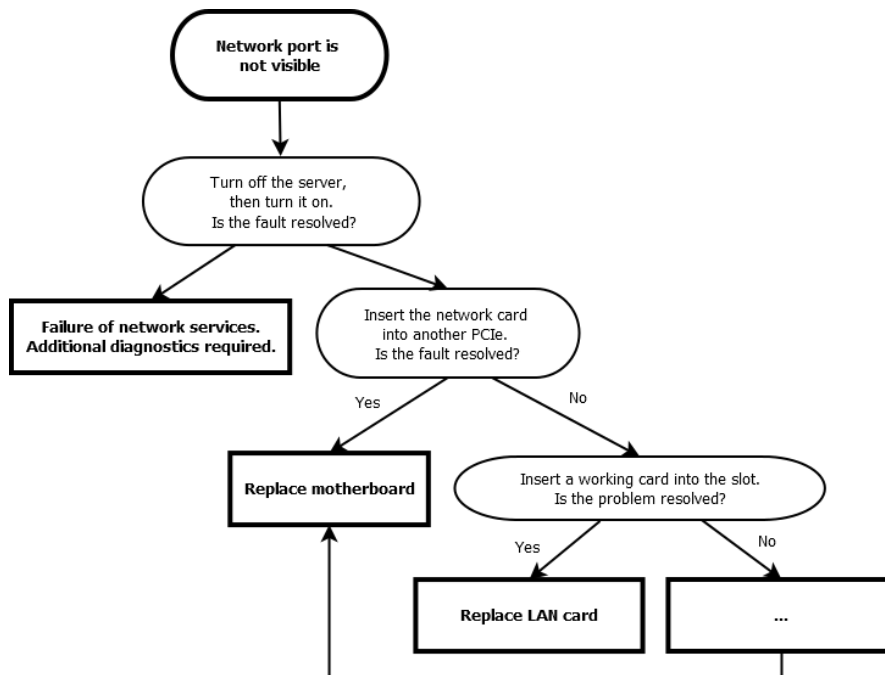 Network port is
not visible
Turn off the server,
then turn it on.
Is the fault resolved?
Failure of network services.
Additional diagnostics required.
Insert the network card
into another PCIe.
Is the fault resolved?
Yes
No
Replace motherboard
Insert a working card into the slot.
Is the problem resolved?
Yes
No
Replace LAN card
...